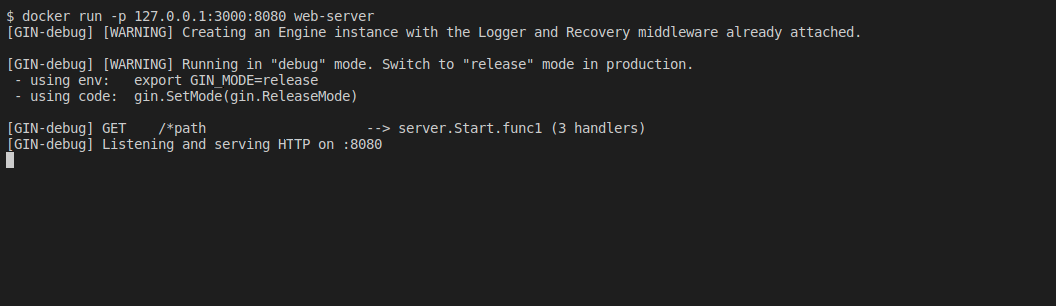 $ docker run -p 127.0.0.1:3000:8080 web-server
[GIN-debug] [WARNING] Creating an Engine instance with the Logger and Recovery middleware already attached.
[GIN-debug] [WARNING] Running in "debug" mode. Switch to "release" mode in production.
 - using env:   export GIN_MODE=release
 - using code:  gin.SetMode(gin.ReleaseMode)
[GIN-debug] GET    /*path                    --> server.Start.func1 (3 handlers)
[GIN-debug] Listening and serving HTTP on :8080